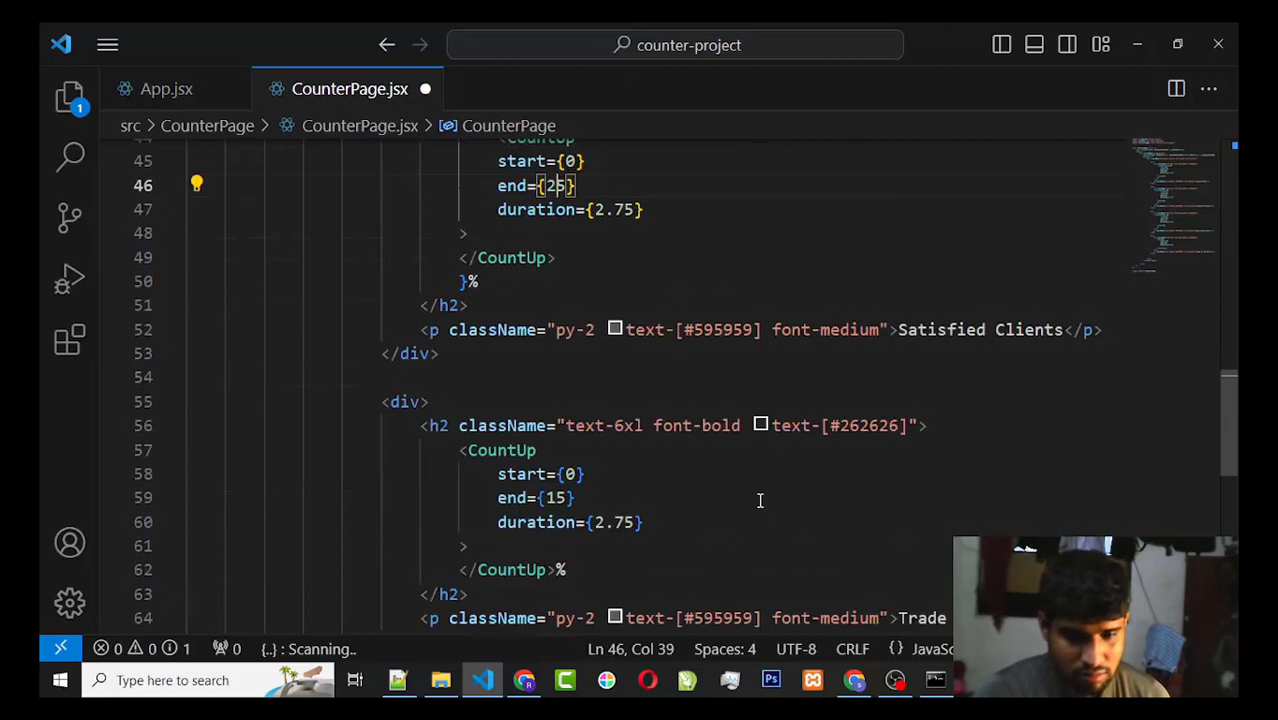 counter-project
App.jsx
CounterPage.jsx
src > CounterPage > CounterPage.jsx > CounterPage
44 <CountUp
45 start={0}
46 end={25}
47 duration={2.75}
48 >
49 </CountUp>
50 }%
51 </h2>
52 <p className="py-2 text-[#595959] font-medium">Satisfied Clients</p>
53 </div>
54
55 <div>
56 <h2 className="text-6xl font-bold text-[#262626]">
57 <CountUp
58 start={0}
59 end={15}
60 duration={2.75}
61 >
62 </CountUp>%
63 </h2>
64 <p className="py-2 text-[#595959] font-medium">Trade
1
0 0 1 0 {..} : Scanning.. Ln 46, Col 39 Spaces: 4 UTF-8 CRLF {} JavaSc
Type here to search
Ps